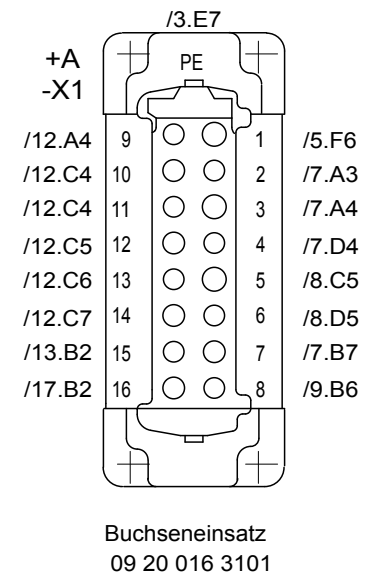 /3.E7
+A
-X1
PE
/12.A4 9 1 /5.F6
/12.C4 10 2 /7.A3
/12.C4 11 3 /7.A4
/12.C5 12 4 /7.D4
/12.C6 13 5 /8.C5
/12.C7 14 6 /8.D5
/13.B2 15 7 /7.B7
/17.B2 16 8 /9.B6
Buchseneinsatz
09 20 016 3101